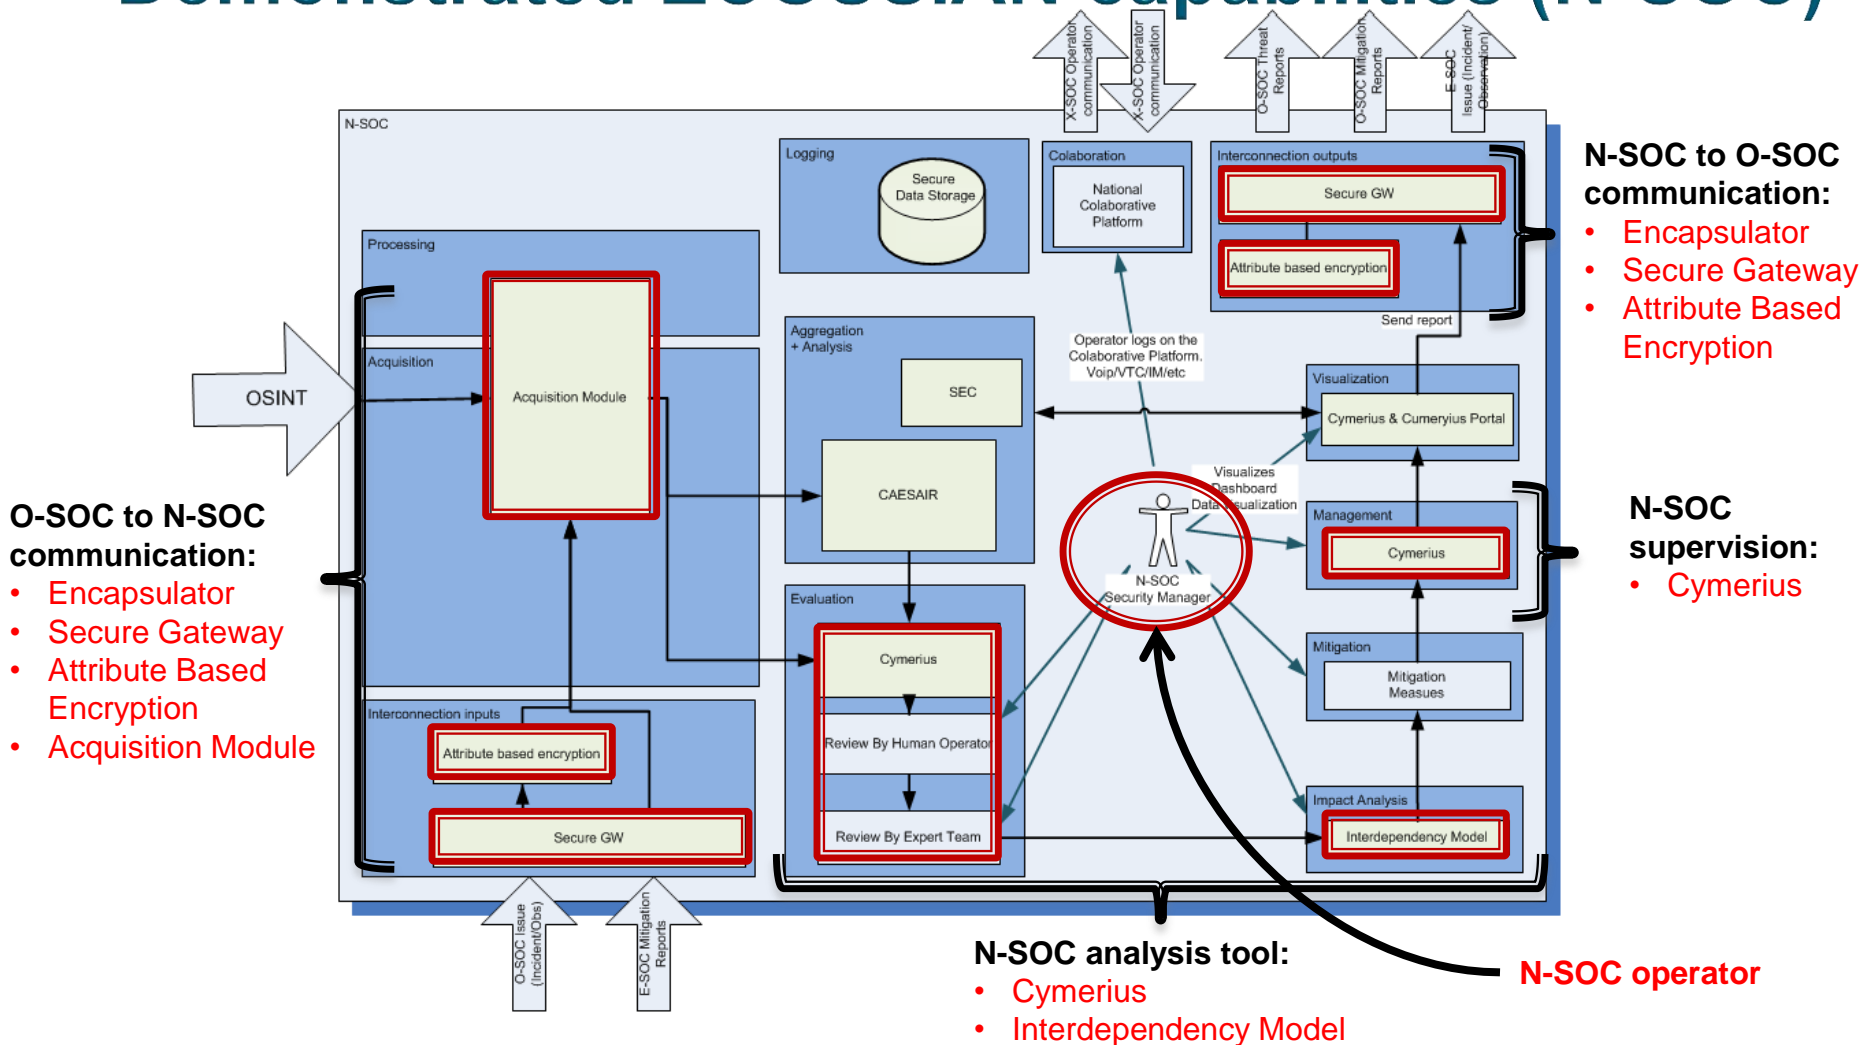 Demonstrated ECOSSIAN capabilities (N-SOC)
X-SOC Operator
communication
X-SOC Operator
communication
O-SOC Threat
Reports
O-SOC Mitigation
Reports
E-SOC
Issue (Incident/
Observation)
N-SOC
Logging
Secure
Data Storage
Colaboration
National
Colaborative
Platform
Interconnection outputs
Secure GW
Attribute based encryption
Send report
N-SOC to O-SOC
communication:
• Encapsulator
• Secure Gateway
• Attribute Based
Encryption
Processing
Acquisition
Acquisition Module
OSINT
Aggregation
+ Analysis
SEC
CAESAIR
Operator logs on the
Colaborative Platform.
Voip/VTC/IM/etc
Visualization
Cymerius & Cumeryius Portal
Visualizes
Dashboard
Data Visualization
N-SOC
Security Manager
Management
Cymerius
N-SOC
supervision:
• Cymerius
O-SOC to N-SOC
communication:
• Encapsulator
• Secure Gateway
• Attribute Based
Encryption
• Acquisition Module
Evaluation
Cymerius
Review By Human Operator
Review By Expert Team
Mitigation
Mitigation
Measues
Impact Analysis
Interdependency Model
Interconnection inputs
Attribute based encryption
Secure GW
O-SOC Issue
(Incident/Obs)
E-SOC Mitigation
Reports
N-SOC analysis tool:
• Cymerius
• Interdependency Model
N-SOC operator